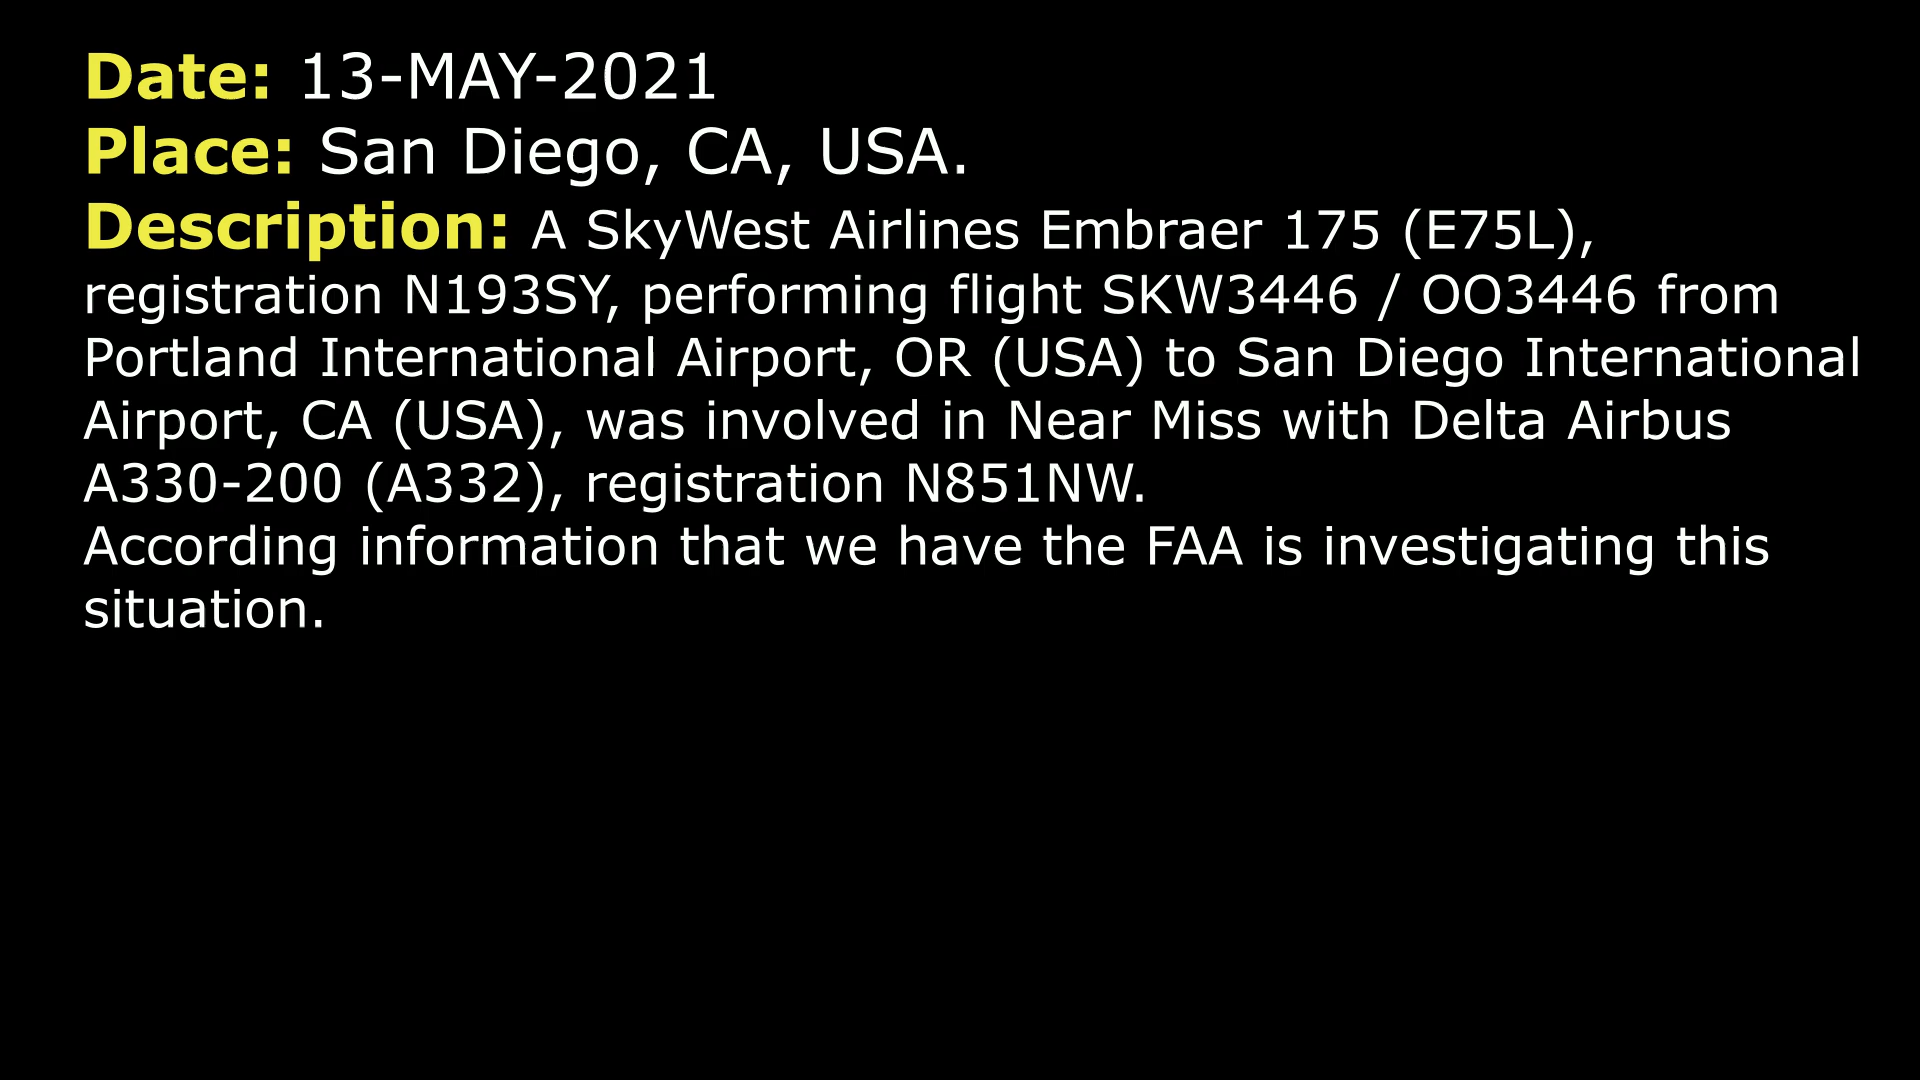 Date: 13-MAY-2021
Place: San Diego, CA, USA.
Description: A SkyWest Airlines Embraer 175 (E75L),
registration N193SY, performing flight SKW3446 / OO3446 from
Portland International Airport, OR (USA) to San Diego International
Airport, CA (USA), was involved in Near Miss with Delta Airbus
A330-200 (A332), registration N851NW.
According information that we have the FAA is investigating this
situation.